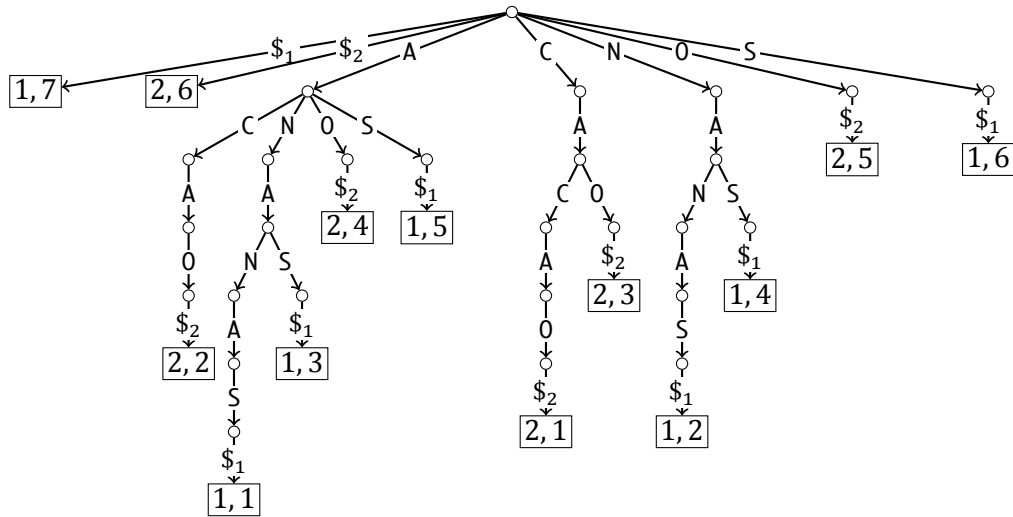 $₁ $₂ A C N O S
1, 7 2, 6
C N O S A A $₂ $₁
2, 5 1, 6
A A $₂ $₁ C O N S
2, 4 1, 5
O N S A $₂ A $₁
2, 3 1, 4
$₂ A $₁ O S
2, 2 1, 3
S $₂ $₁
2, 1 1, 2
$₁
1, 1